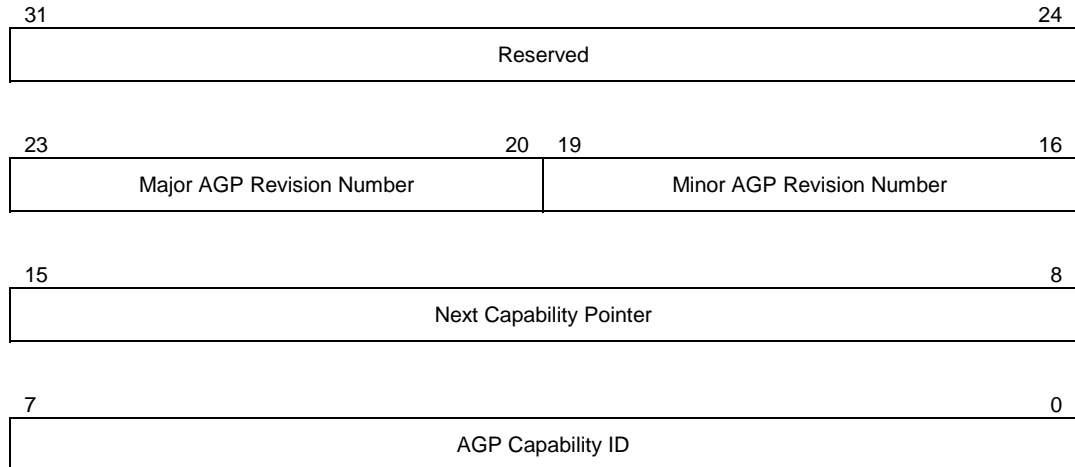 31 24
Reserved
23 20 19 16
Major AGP Revision Number Minor AGP Revision Number
15 8
Next Capability Pointer
7 0
AGP Capability ID